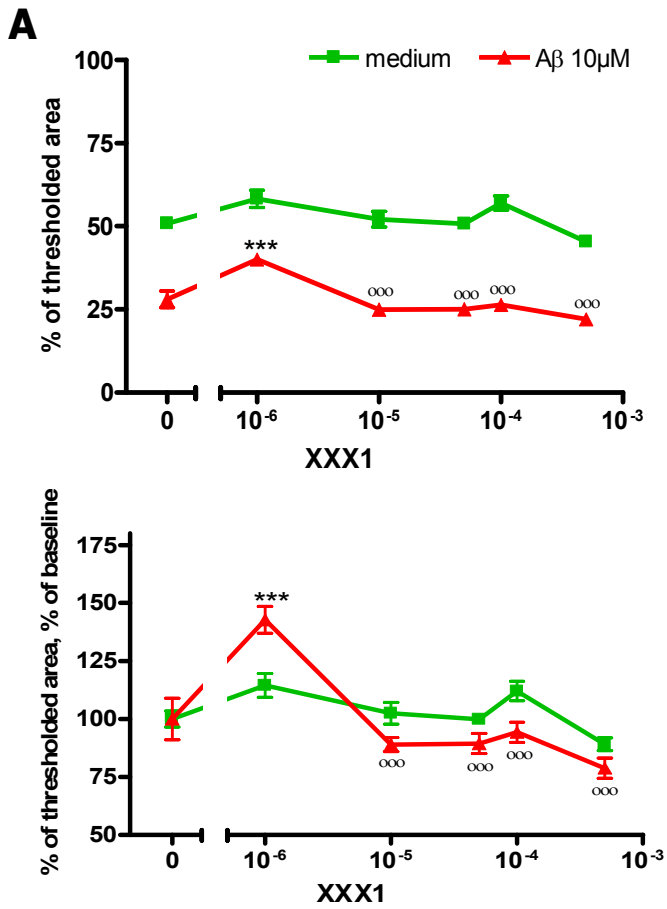 A
medium Aβ 10µM
% of thresholded area
100
75
50
25
0
***
ooo ooo ooo ooo
0 10-6 10-5 10-4 10-3
XXX1
% of thresholded area, % of baseline
175
150
125
100
75
50
***
ooo ooo ooo ooo
0 10-6 10-5 10-4 10-3
XXX1